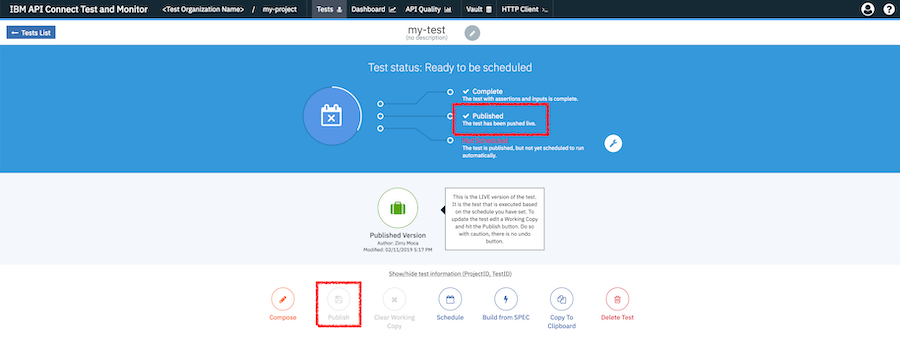 IBM API Connect Test and Monitor <Test Organization Name> / my-project Tests Dashboard API Quality Vault HTTP Client
← Tests List
my-test
(no description)
Test status: Ready to be scheduled
Complete
The test with assertions and inputs is complete.
Published
The test has been pushed live.
The test is published, but not yet scheduled to run
automatically.
This is the LIVE version of the test.
It is the test that is executed based
on the schedule you have set. To
update the test edit a Working Copy
and hit the Publish button. Do so
with caution, there is no undo
button.
Published Version
Author: Zinu Moca
Modified: 02/11/2019 5:17 PM
Show/hide test information (ProjectID, TestID)
Compose
Publish
Clear Working
Copy
Schedule
Build from SPEC
Copy To
Clipboard
Delete Test